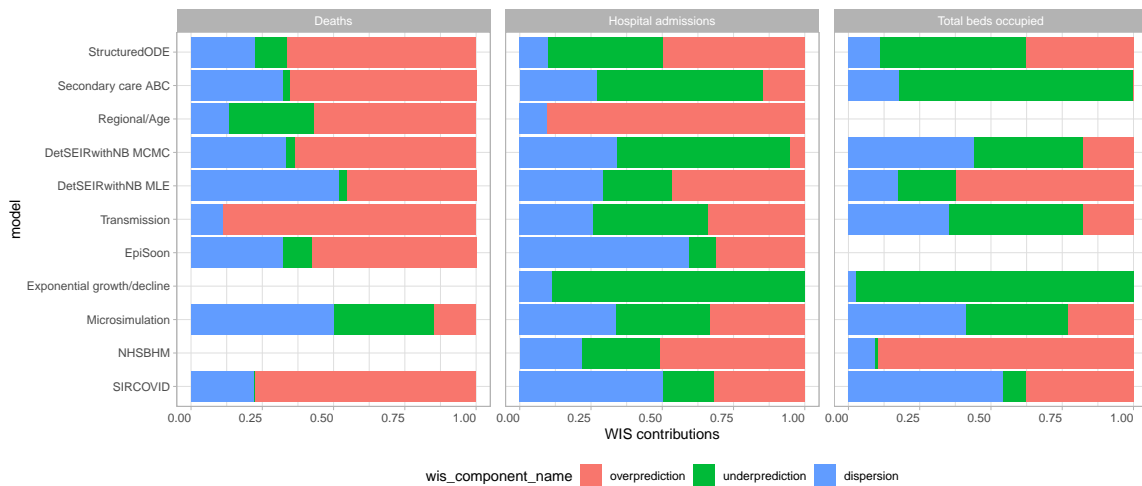 Deaths
Hospital admissions
Total beds occupied
model
StructuredODE
Secondary care ABC
Regional/Age
DetSEIRwithNB MCMC
DetSEIRwithNB MLE
Transmission
EpiSoon
Exponential growth/decline
Microsimulation
NHSBHM
SIRCOVID
0.00 0.25 0.50 0.75 1.00
0.00 0.25 0.50 0.75 1.00
0.00 0.25 0.50 0.75 1.00
WIS contributions
wis_component_name overprediction underprediction dispersion